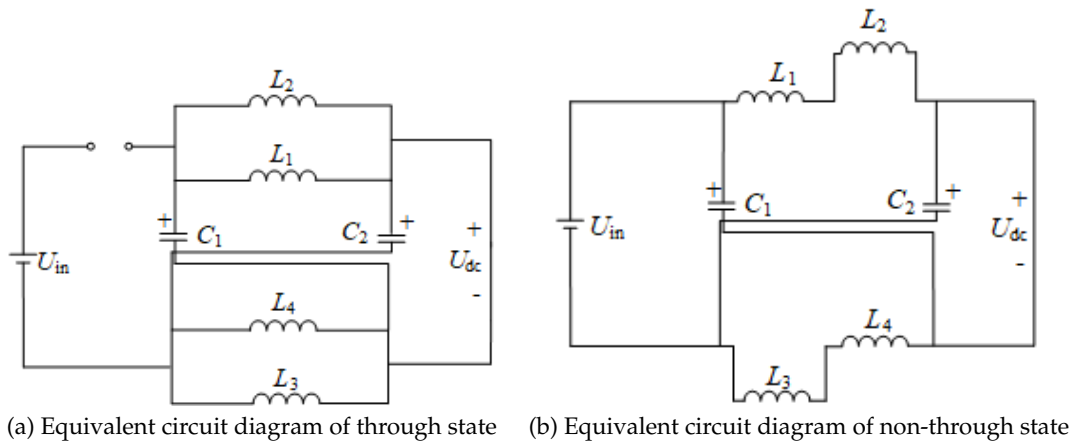 L2
L1
+
C1
C2
+
+
Uin
Udc
-
L4
L3
(a) Equivalent circuit diagram of through state
L2
L1
+
C1
C2
+
+
Uin
Udc
-
L4
L3
(b) Equivalent circuit diagram of non-through state